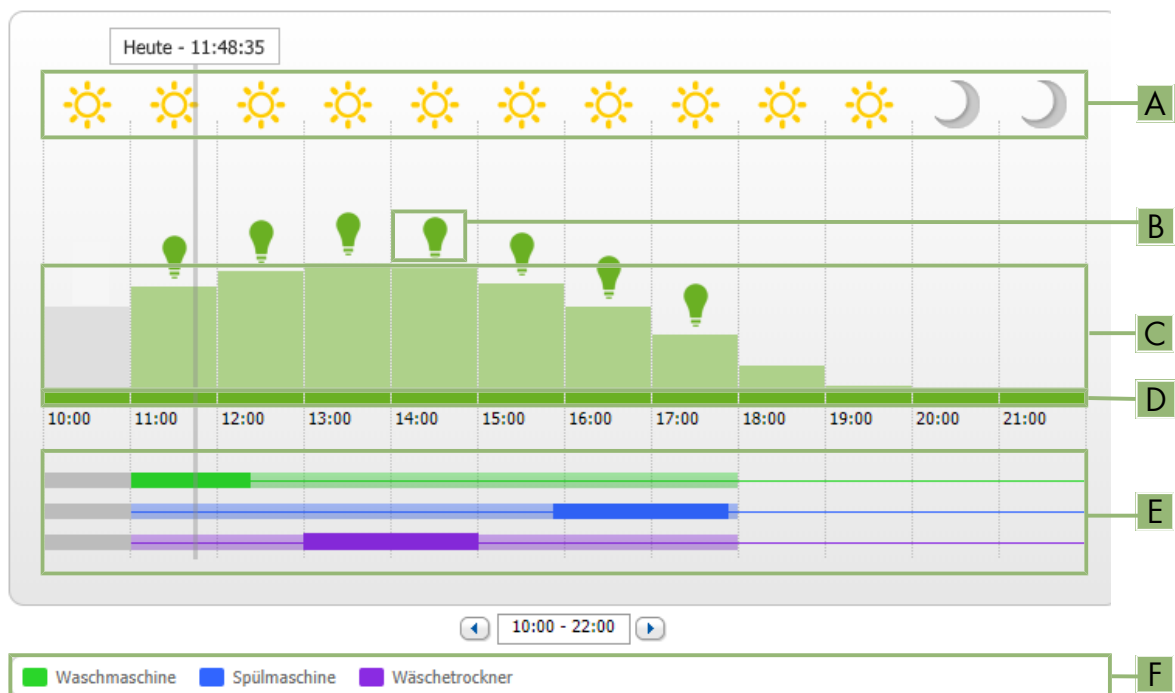 Heute - 11:48:35
A
B
C
D
10:00 11:00 12:00 13:00 14:00 15:00 16:00 17:00 18:00 19:00 20:00 21:00
E
10:00 - 22:00
Waschmaschine Spülmaschine Wäschetrockner
F